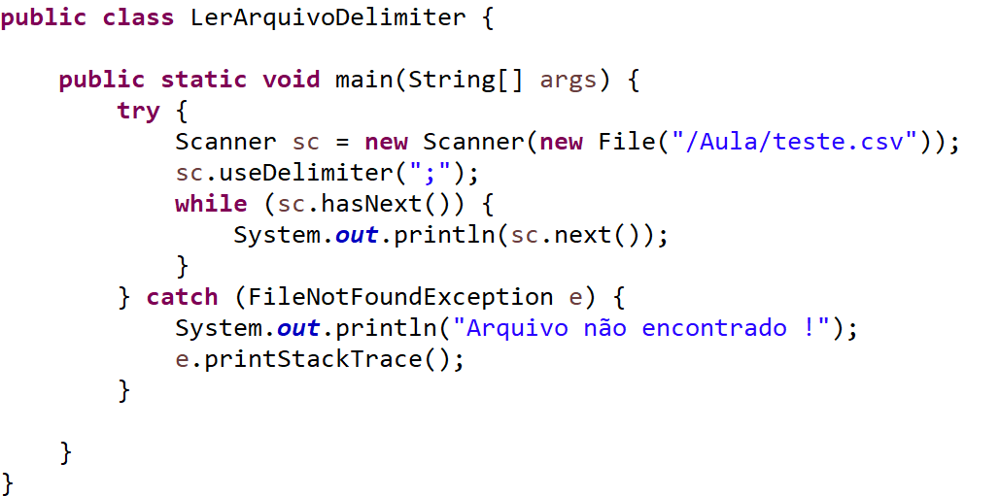 public class LerArquivoDelimiter {
public static void main(String[] args) {
try {
Scanner sc = new Scanner(new File("/Aula/teste.csv"));
sc.useDelimiter(";");
while (sc.hasNext()) {
System.out.println(sc.next());
}
} catch (FileNotFoundException e) {
System.out.println("Arquivo não encontrado !");
e.printStackTrace();
}
}
}